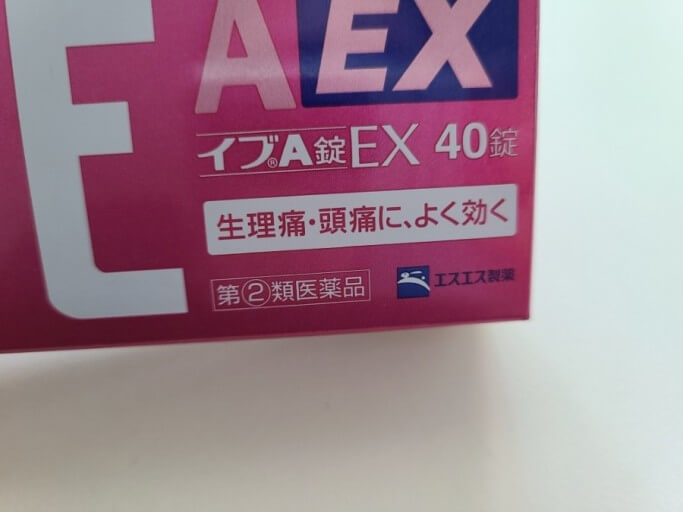 E
A EX
イブ®A錠EX 40錠
生理痛・頭痛に、よく効く
第②類医薬品
エスエス製薬